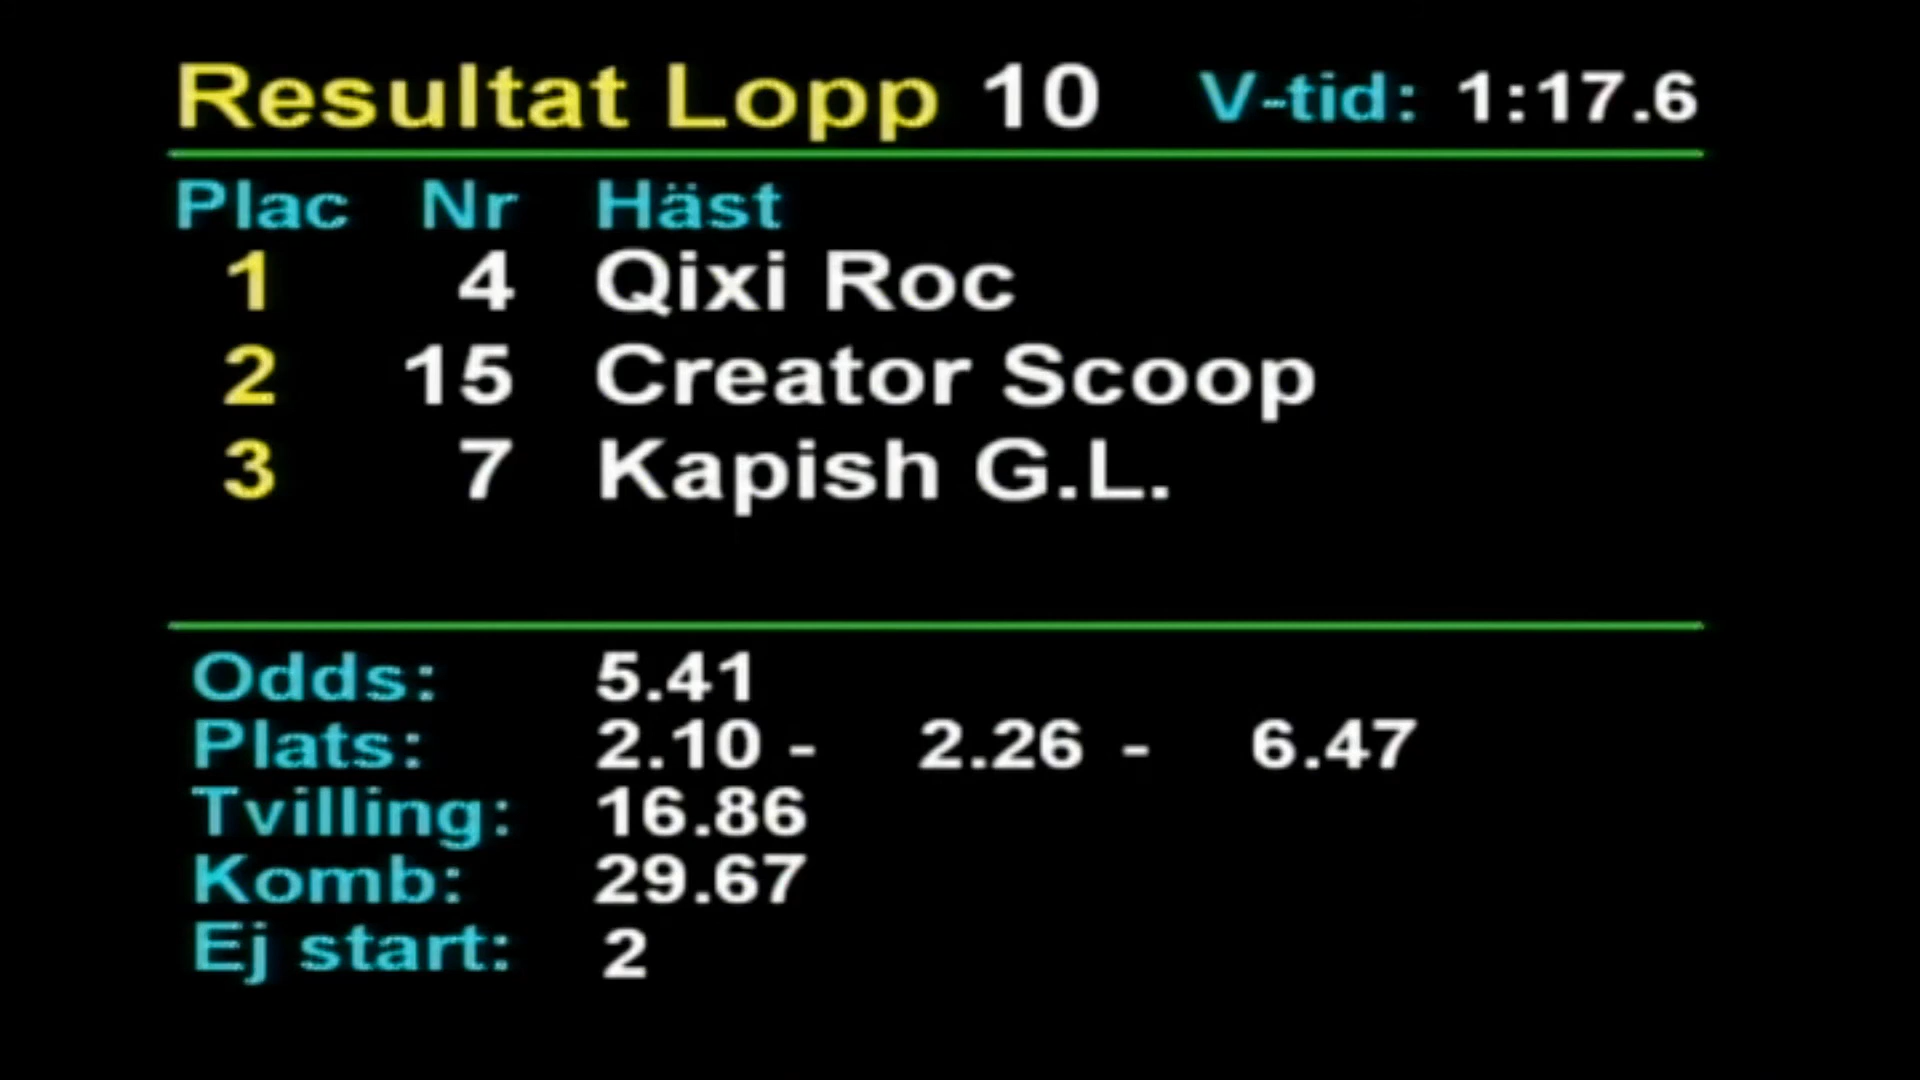 Resultat Lopp 10 V-tid: 1:17.6
Plac Nr Häst
1 4 Qixi Roc
2 15 Creator Scoop
3 7 Kapish G.L.
Odds: 5.41
Plats: 2.10 - 2.26 - 6.47
Tvilling: 16.86
Komb: 29.67
Ej start: 2